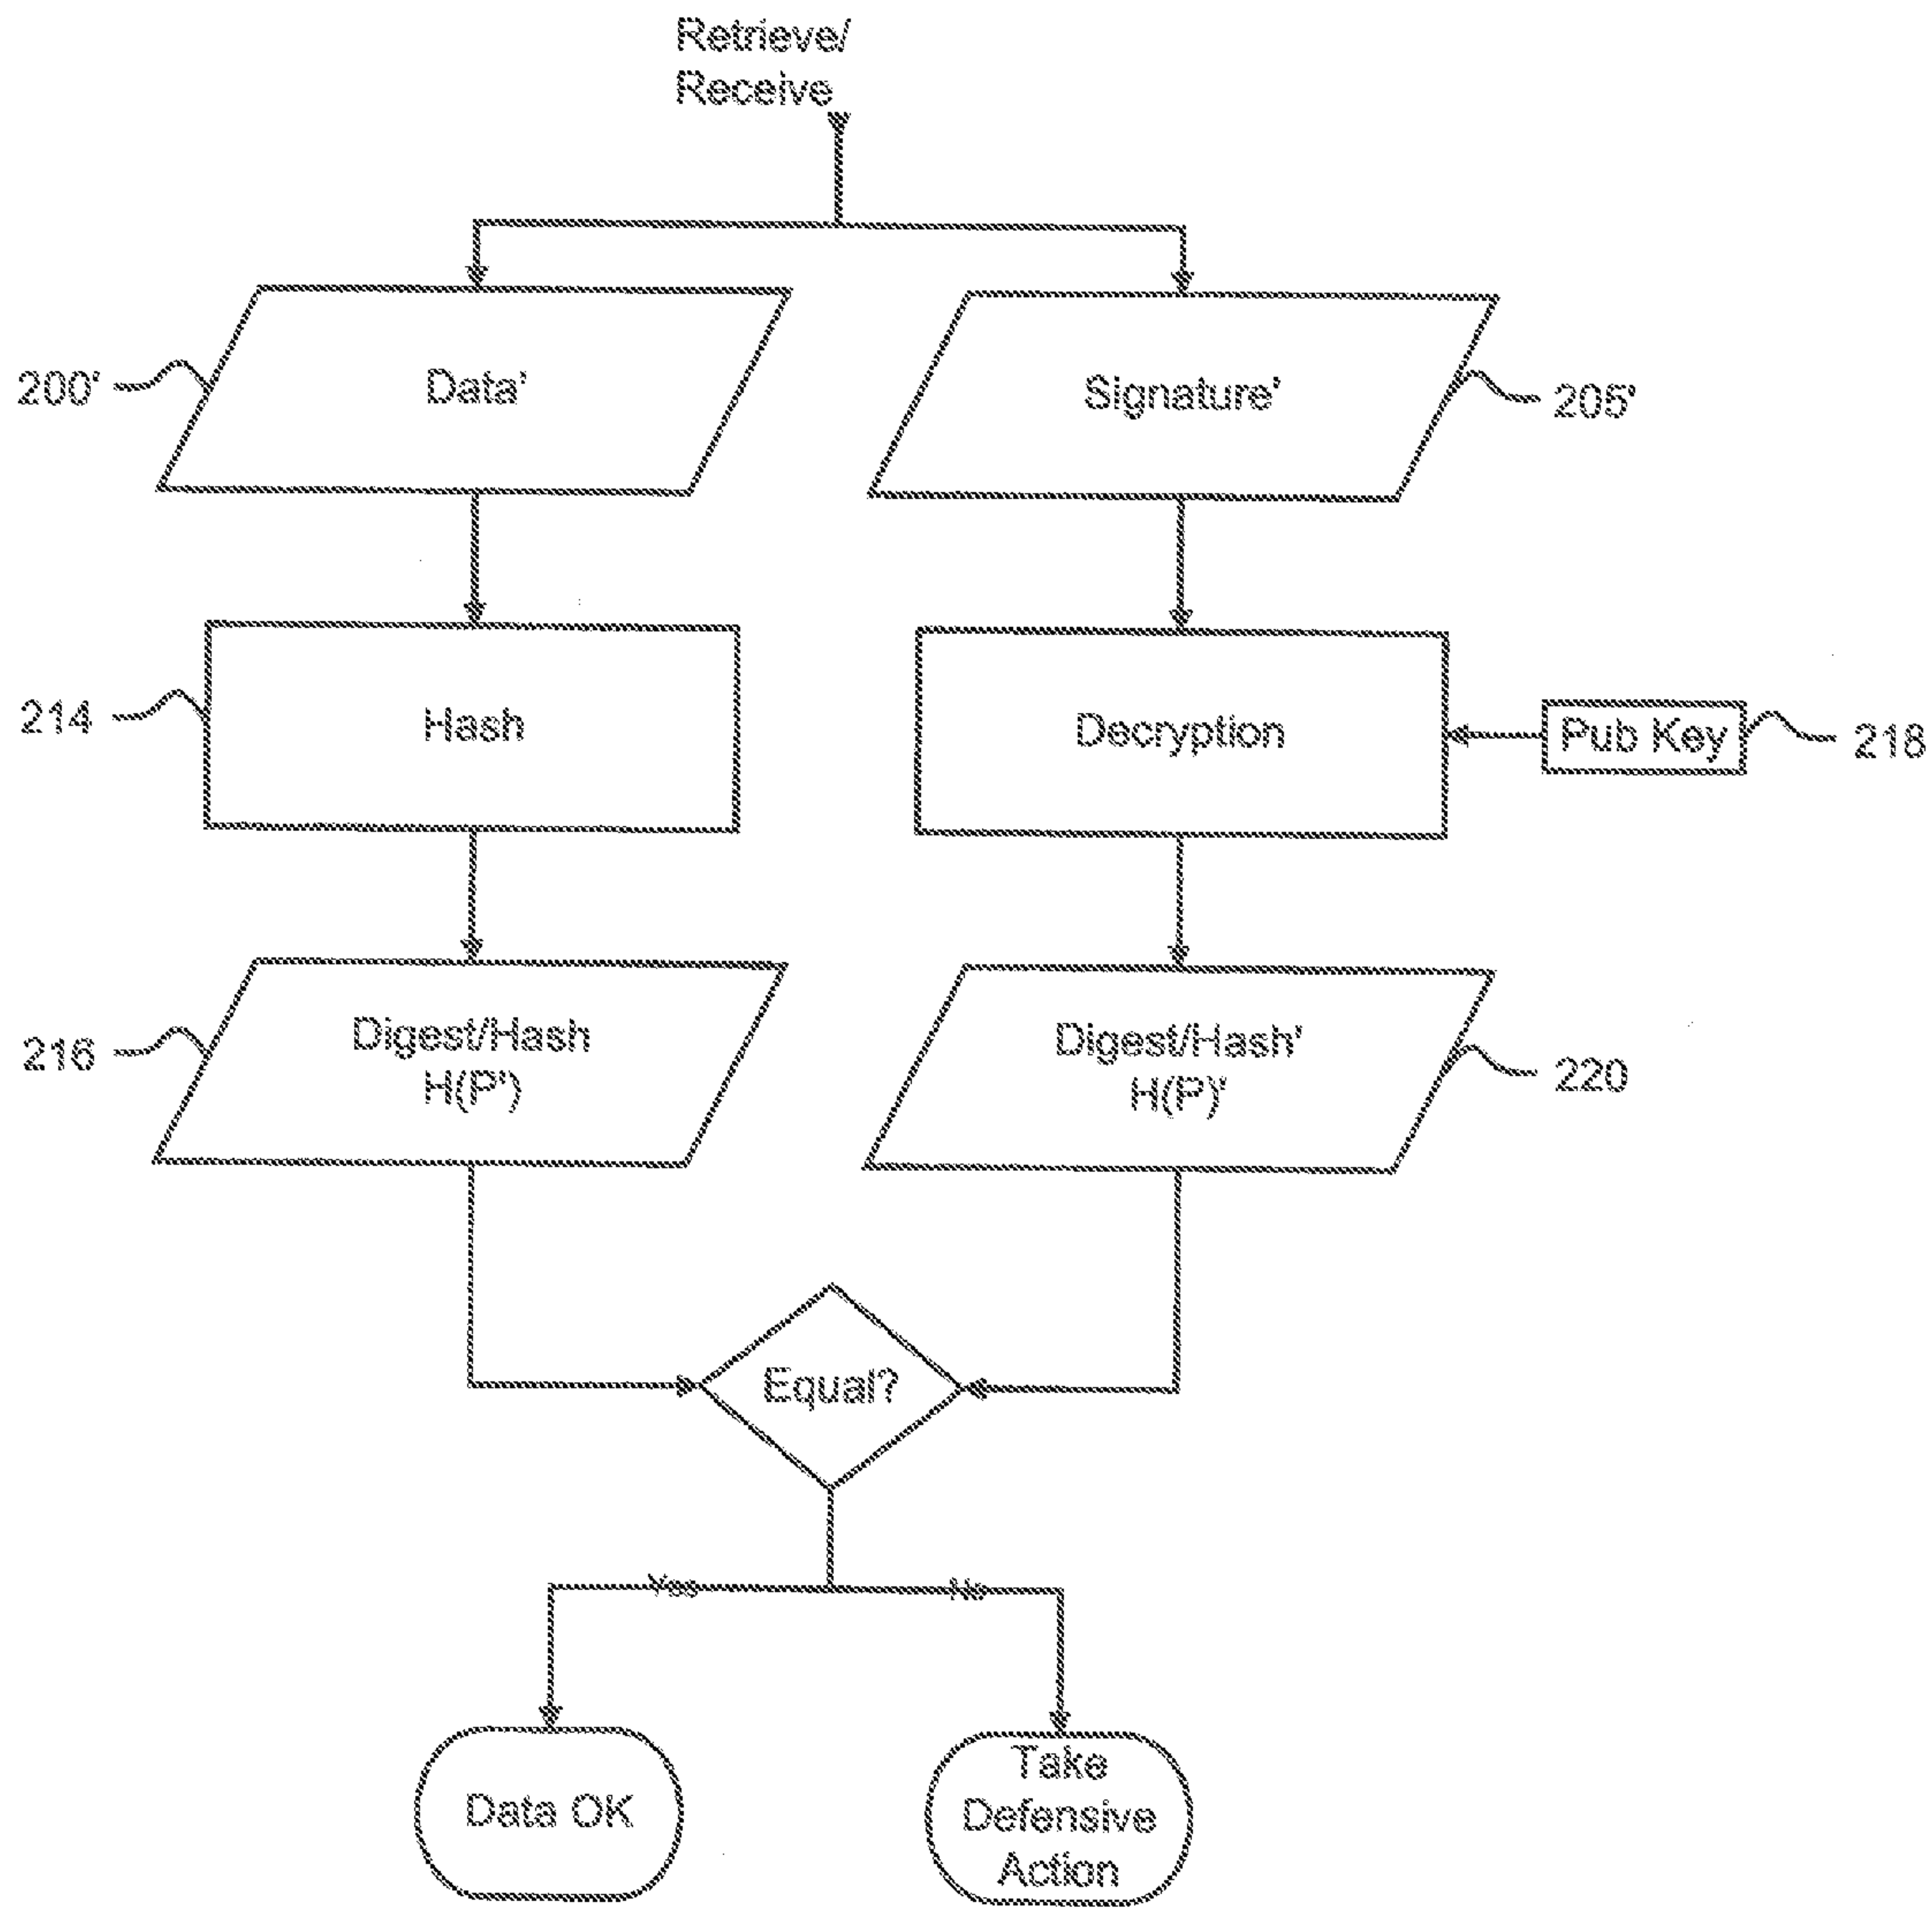 Retrieve/
Receive
Data'
Signature'
200'
205'
Hash
Decryption
Pub Key
214
218
Digest/Hash
H(P')
Digest/Hash'
H(P)'
216
220
Equal?
Yes
No
Data OK
Take
Defensive
Action